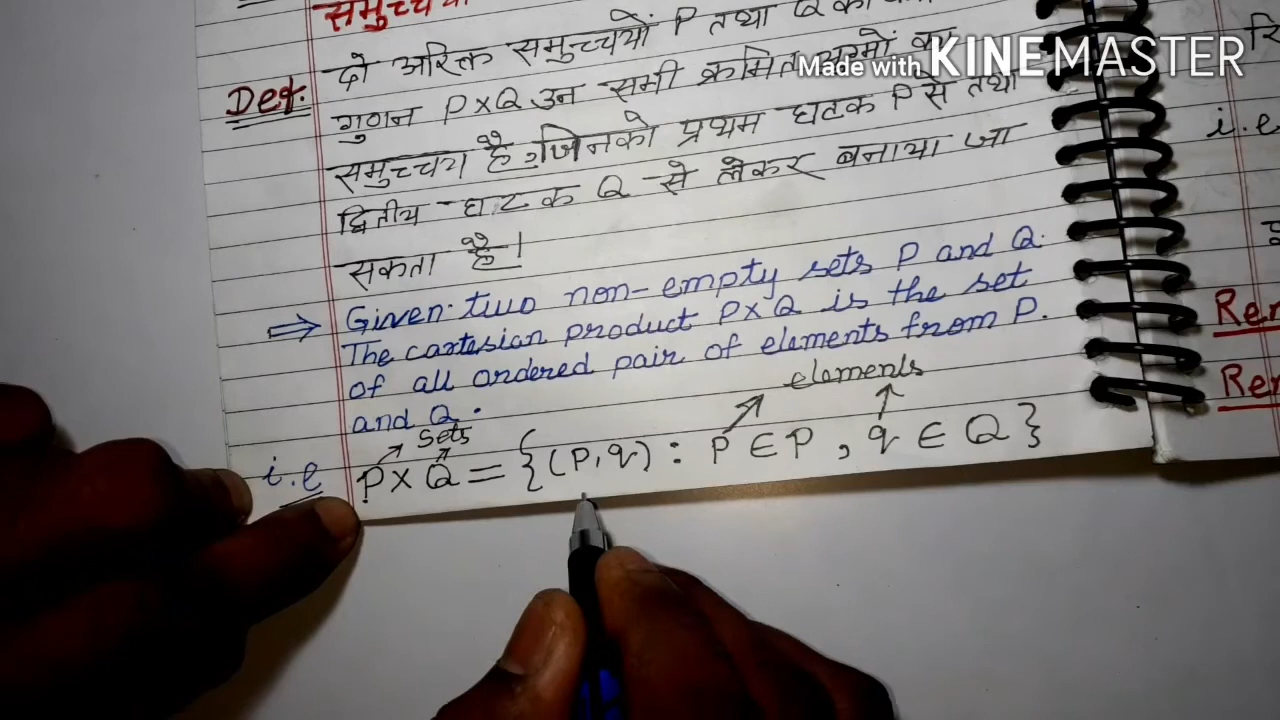 समुच्चयों
Def. दो अरिक्त समुच्चयों P तथा Q का
गुणन P×Q उन सभी क्रमित युग्मों का
Made with KINEMASTER
समुच्चय है, जिनको प्रथम घटक P से तथा
द्वितीय घटक Q से लेकर बनाया जा
सकता है।
⇒ Given two non-empty sets P and Q.
The cartesian product P×Q is the set
of all ordered pair of elements from P.
and Q.
elements
sets
i.e P×Q = {(P,q) : P ∈ P , q ∈ Q}
i.e
Rem
Rem